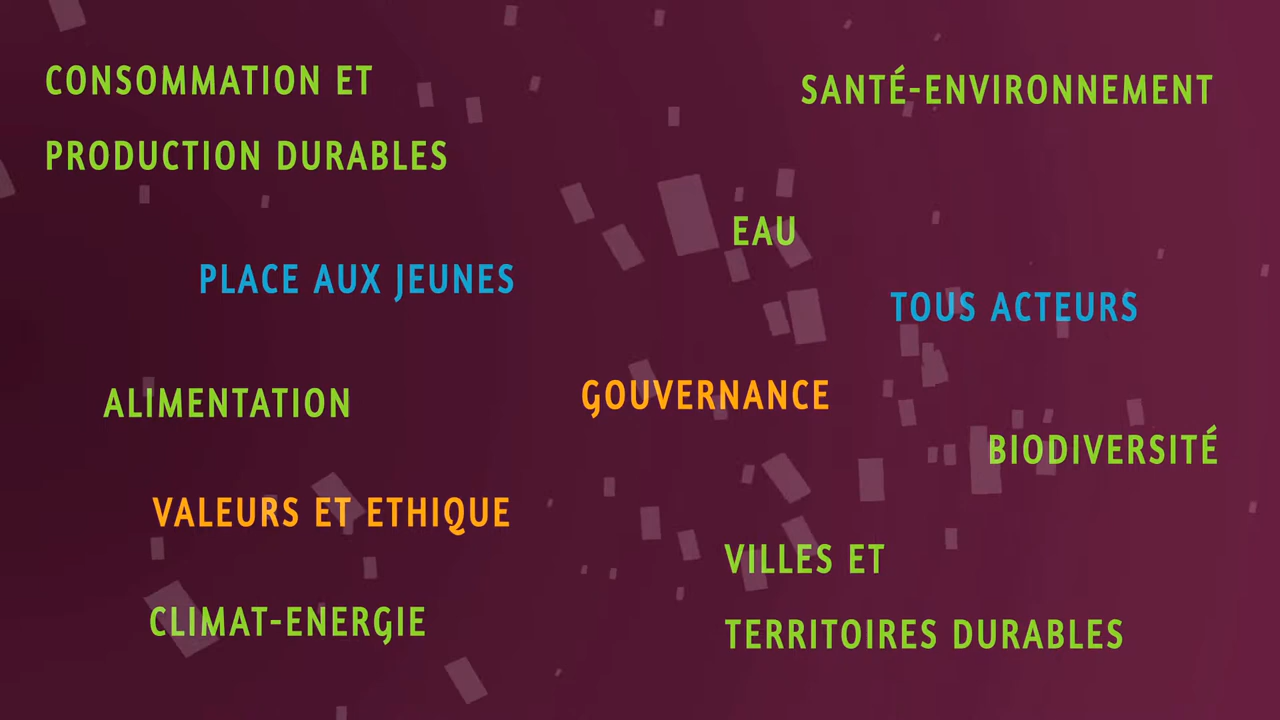 CONSOMMATION ET
PRODUCTION DURABLES
SANTÉ-ENVIRONNEMENT
EAU
PLACE AUX JEUNES
TOUS ACTEURS
ALIMENTATION
GOUVERNANCE
BIODIVERSITÉ
VALEURS ET ETHIQUE
VILLES ET
TERRITOIRES DURABLES
CLIMAT-ENERGIE